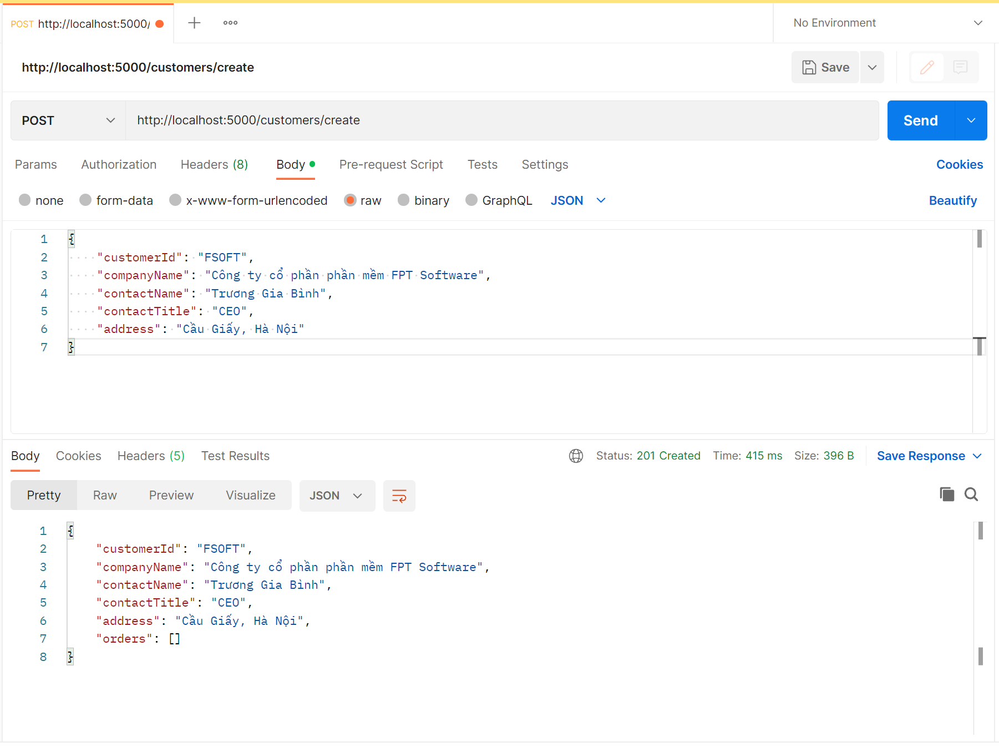 POST http://localhost:5000/
No Environment
http://localhost:5000/customers/create
Save
POST
http://localhost:5000/customers/create
Send
Params Authorization Headers (8) Body Pre-request Script Tests Settings Cookies
none form-data x-www-form-urlencoded raw binary GraphQL JSON Beautify
1 {
2 "customerId": "FSOFT",
3 "companyName": "Công ty cổ phần phần mềm FPT Software",
4 "contactName": "Trương Gia Bình",
5 "contactTitle": "CEO",
6 "address": "Cầu Giấy, Hà Nội"
7 }
Body Cookies Headers (5) Test Results Status: 201 Created Time: 415 ms Size: 396 B Save Response
Pretty Raw Preview Visualize JSON
1 {
2 "customerId": "FSOFT",
3 "companyName": "Công ty cổ phần phần mềm FPT Software",
4 "contactName": "Trương Gia Bình",
5 "contactTitle": "CEO",
6 "address": "Cầu Giấy, Hà Nội",
7 "orders": []
8 }